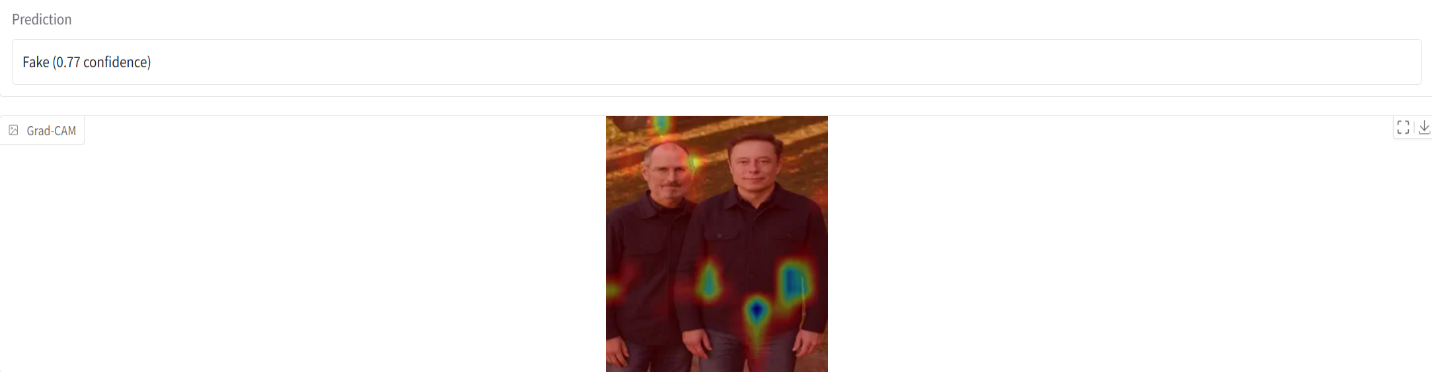 Prediction
Fake (0.77 confidence)
Grad-CAM